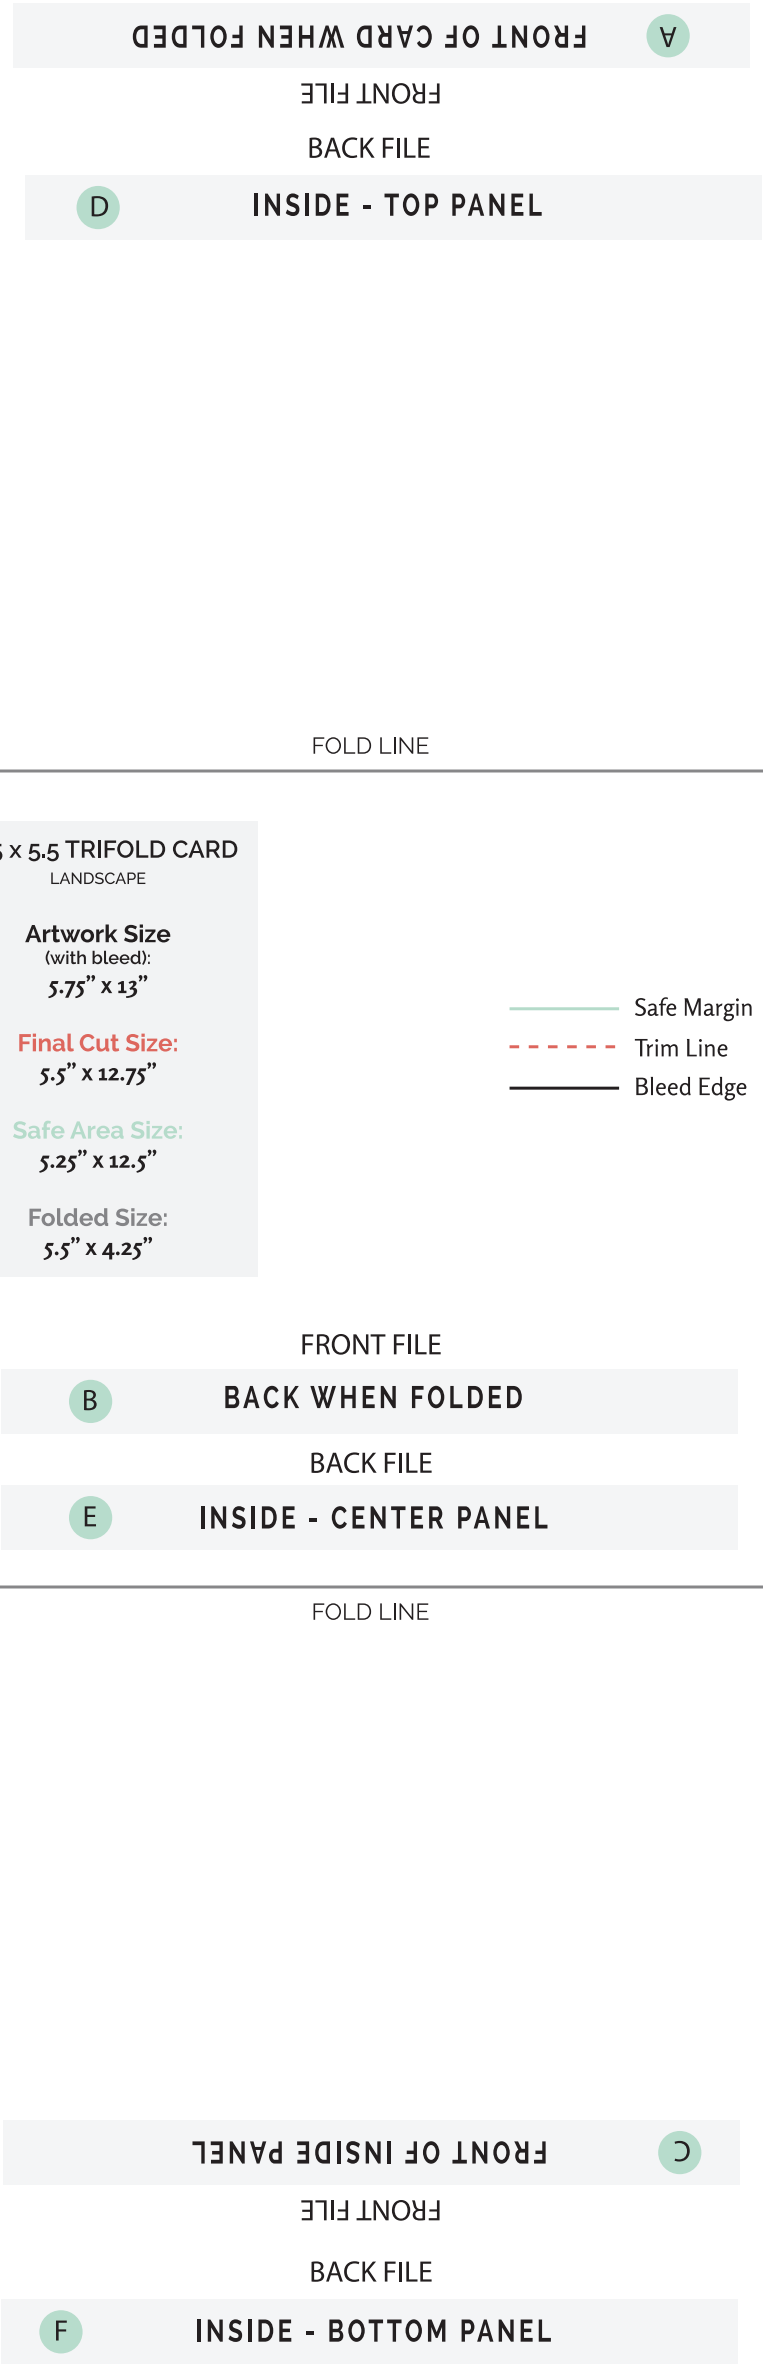 FRONT OF CARD WHEN FOLDED A
FRONT FILE
BACK FILE
D INSIDE - TOP PANEL
FOLD LINE
x 5.5 TRIFOLD CARD
LANDSCAPE
Artwork Size
(with bleed):
5.75” x 13”
Final Cut Size:
5.5” x 12.75”
Safe Area Size:
5.25” x 12.5”
Folded Size:
5.5” x 4.25”
Safe Margin
Trim Line
Bleed Edge
FRONT FILE
B BACK WHEN FOLDED
BACK FILE
E INSIDE - CENTER PANEL
FOLD LINE
FRONT OF INSIDE PANEL C
FRONT FILE
BACK FILE
F INSIDE - BOTTOM PANEL